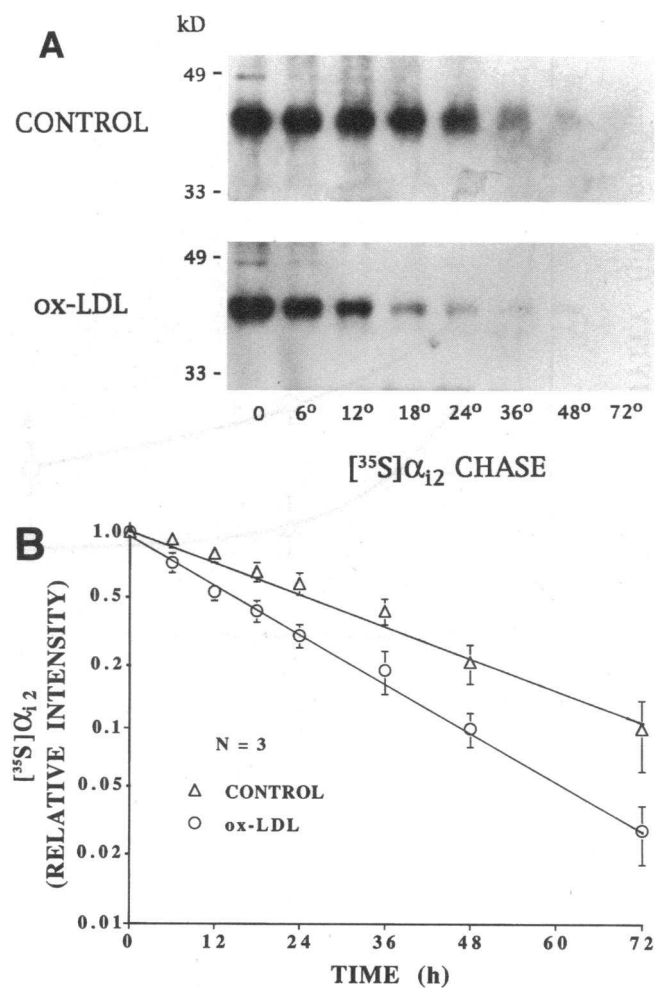 A
kD
49 -
CONTROL
33 -
49 -
ox-LDL
33 -
0 6° 12° 18° 24° 36° 48° 72°
[³⁵S]αi2 CHASE
B
[³⁵S]αi2
(RELATIVE INTENSITY)
1.0
0.5
0.2
0.1
0.05
0.02
0.01
N = 3
△ CONTROL
○ ox-LDL
0 12 24 36 48 60 72
TIME (h)